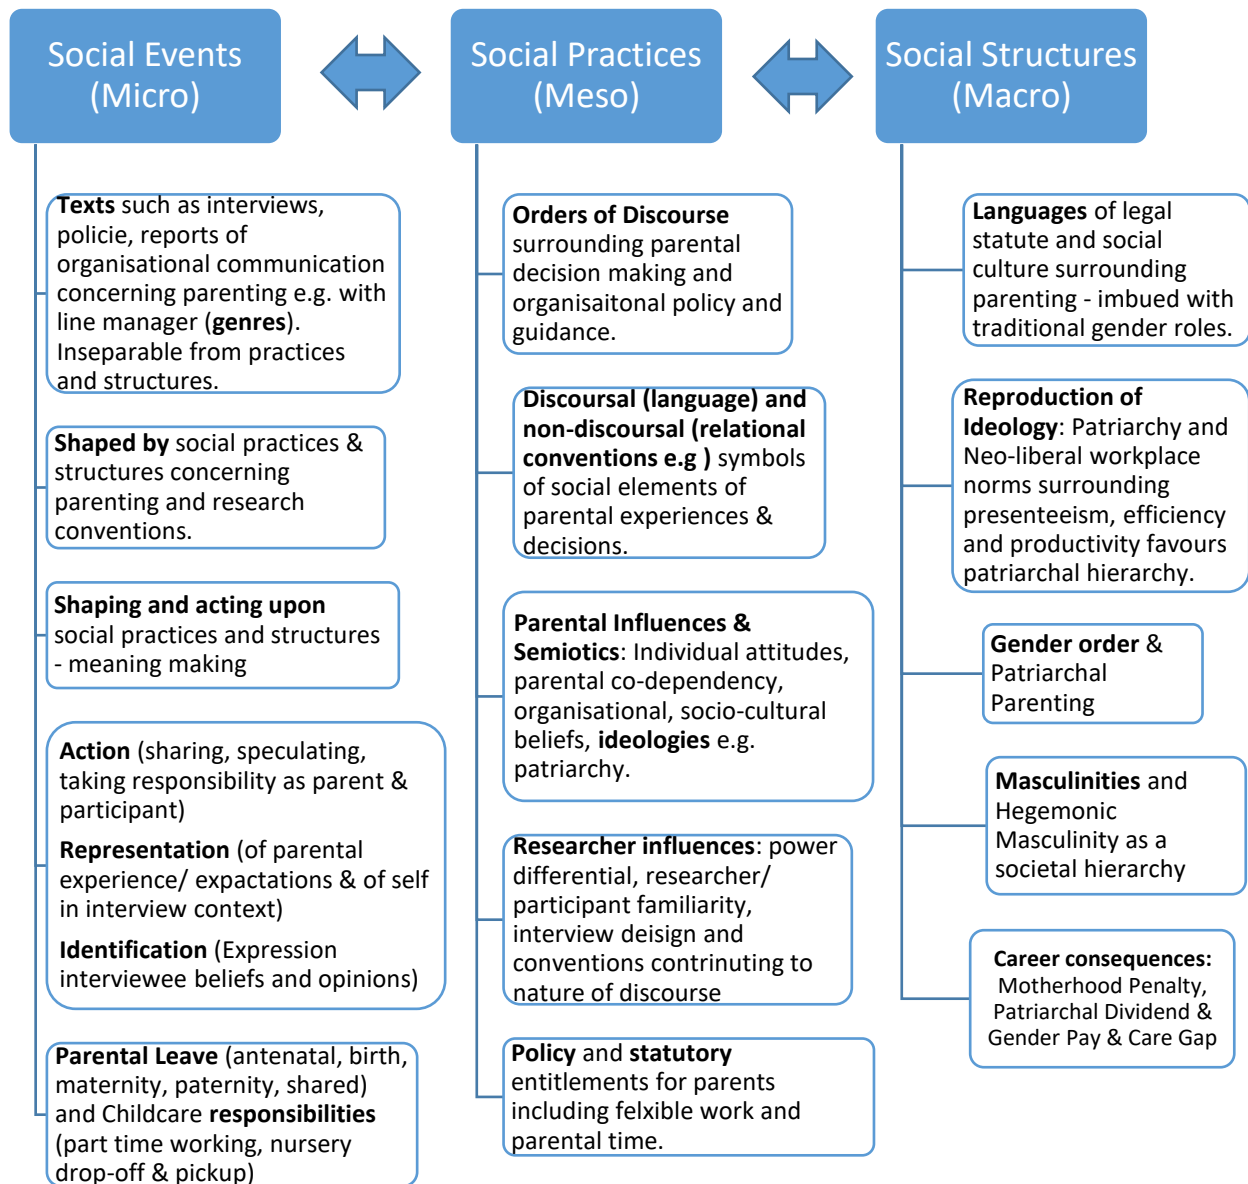 Social Events
(Micro)
Texts such as interviews,
policie, reports of
organisational communication
concerning parenting e.g. with
line manager (genres).
Inseparable from practices
and structures.
Shaped by social practices &
structures concerning
parenting and research
conventions.
Shaping and acting upon
social practices and structures
- meaning making
Action (sharing, speculating,
taking responsibility as parent &
participant)
Representation (of parental
experience/ expactations & of self
in interview context)
Identification (Expression
interviewee beliefs and opinions)
Parental Leave (antenatal, birth,
maternity, paternity, shared)
and Childcare responsibilities
(part time working, nursery
drop-off & pickup)
Social Practices
(Meso)
Orders of Discourse
surrounding parental
decision making and
organisaitonal policy and
guidance.
Discoursal (language) and
non-discoursal (relational
conventions e.g ) symbols
of social elements of
parental experiences &
decisions.
Parental Influences &
Semiotics: Individual attitudes,
parental co-dependency,
organisational, socio-cultural
beliefs, ideologies e.g.
patriarchy.
Researcher influences: power
differential, researcher/
participant familiarity,
interview deisign and
conventions contrinuting to
nature of discourse
Policy and statutory
entitlements for parents
including felxible work and
parental time.
Social Structures
(Macro)
Languages of legal
statute and social
culture surrounding
parenting - imbued with
traditional gender roles.
Reproduction of
Ideology: Patriarchy and
Neo-liberal workplace
norms surrounding
presenteeism, efficiency
and productivity favours
patriarchal hierarchy.
Gender order &
Patriarchal
Parenting
Masculinities and
Hegemonic
Masculinity as a
societal hierarchy
Career consequences:
Motherhood Penalty,
Patriarchal Dividend &
Gender Pay & Care Gap